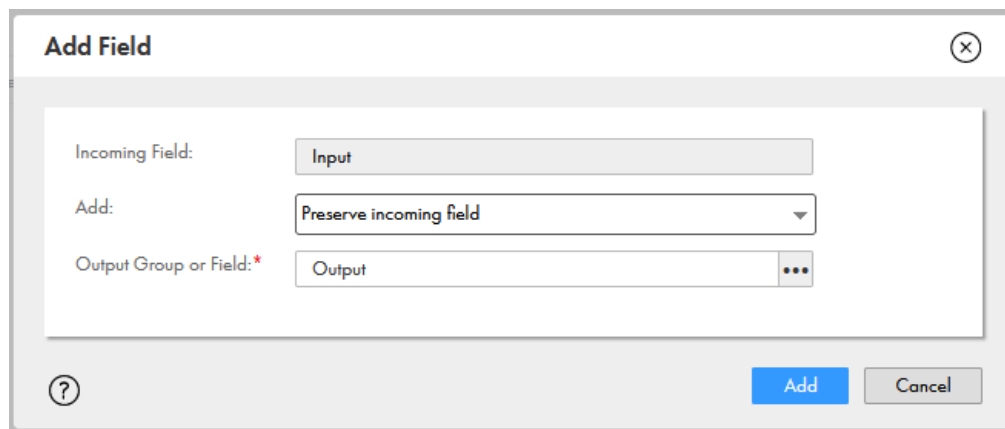 Add Field
Incoming Field: Input
Add: Preserve incoming field
Output Group or Field:* Output
Add Cancel